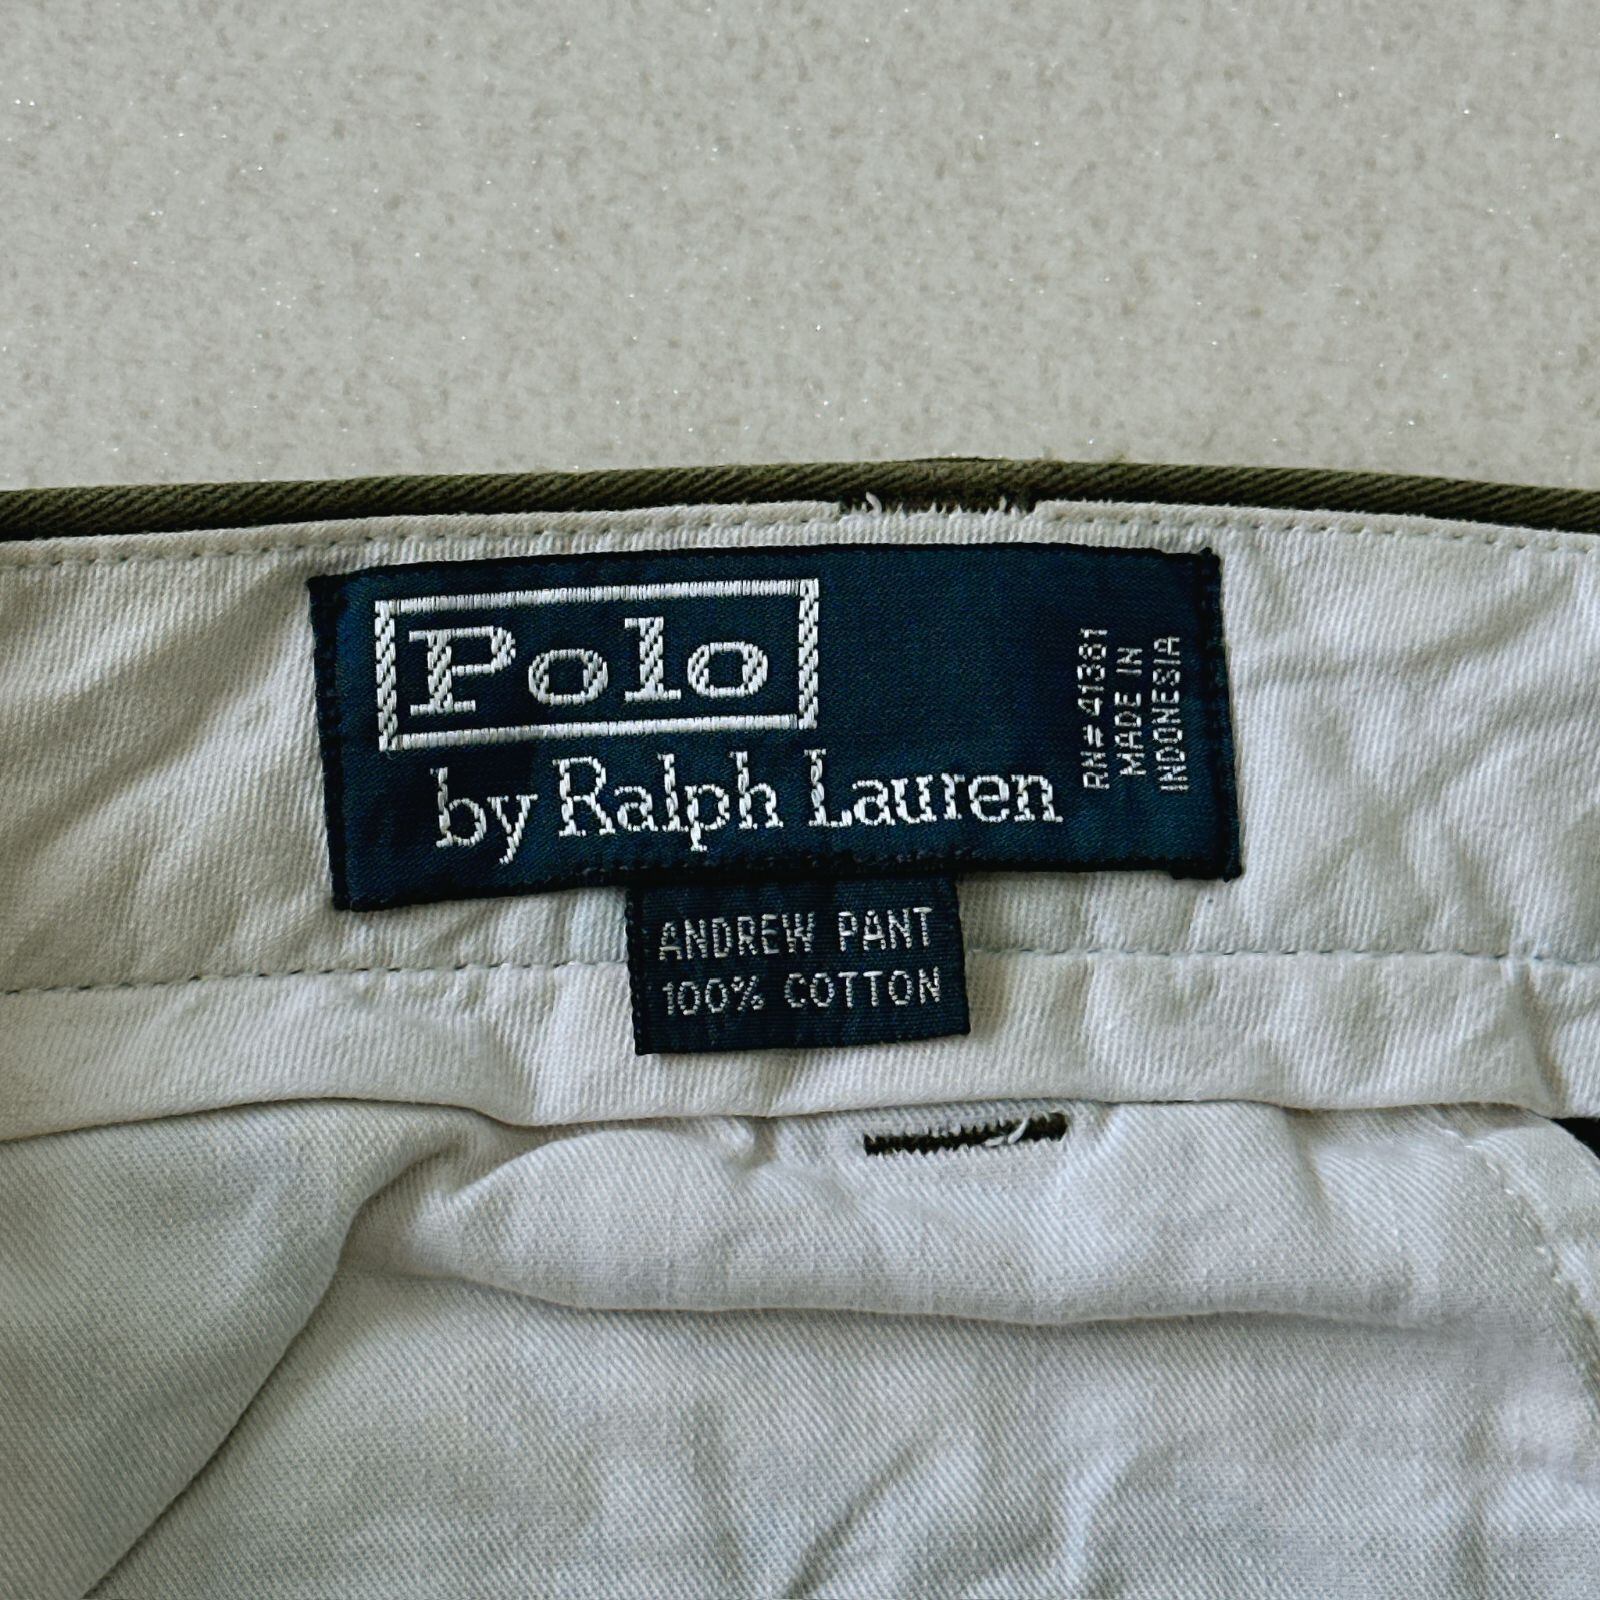 Polo
by Ralph Lauren
RN# 41381
MADE IN
INDONESIA
ANDREW PANT
100% COTTON